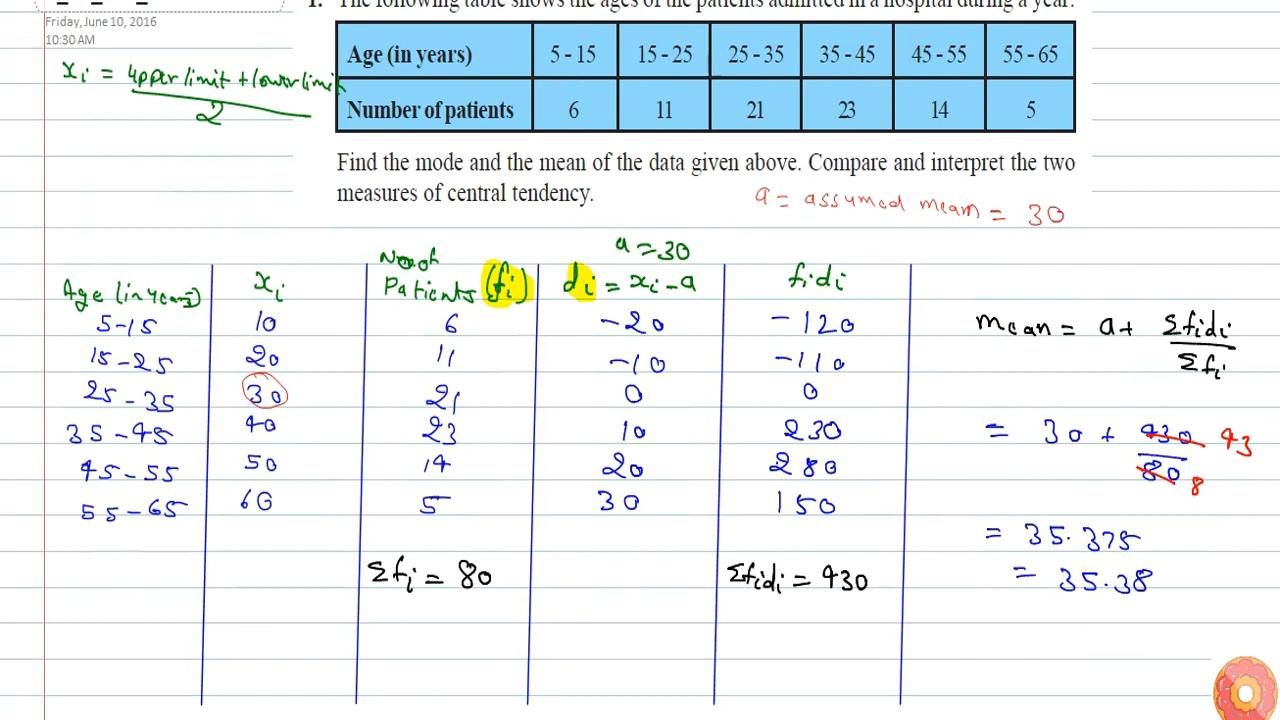 Friday, June 10, 2016
10:30 AM
1. The following table shows the ages of the patients admitted in a hospital during a year:
Age (in years) 5 - 15 15 - 25 25 - 35 35 - 45 45 - 55 55 - 65
Number of patients 6 11 21 23 14 5
xi = upper limit + lower limit / 2
Find the mode and the mean of the data given above. Compare and interpret the two
measures of central tendency.
a = assumed mean = 30
a = 30
Age (in years) xi No of Patients (fi) di = xi - a fidi
5-15 10 6 -20 -120
15-25 20 11 -10 -110
25-35 30 21 0 0
35-45 40 23 10 230
45-55 50 14 20 280
55-65 60 5 30 150
Σfi = 80 Σfidi = 430
mean = a + Σfidi / Σfi
= 30 + 430 / 80 43 8
= 35.375
= 35.38